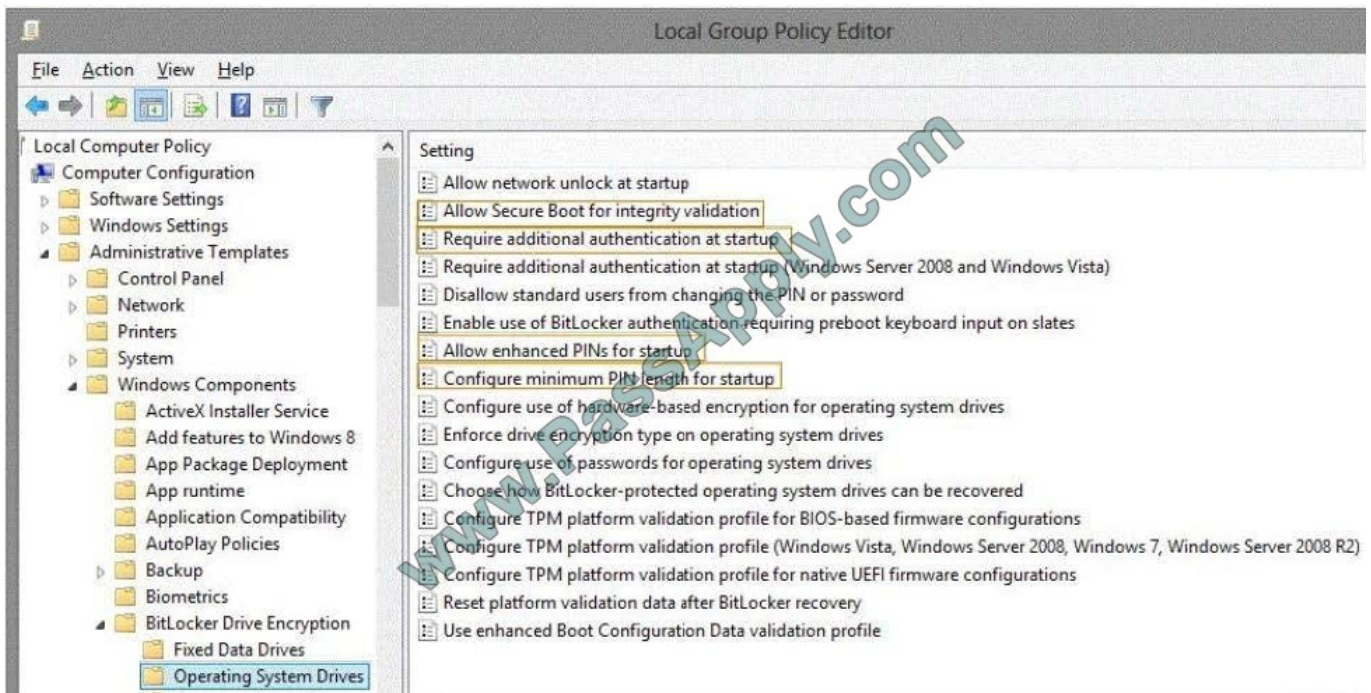 Local Group Policy Editor
File Action View Help
Local Computer Policy
Computer Configuration
Software Settings
Windows Settings
Administrative Templates
Control Panel
Network
Printers
System
Windows Components
ActiveX Installer Service
Add features to Windows 8
App Package Deployment
App runtime
Application Compatibility
AutoPlay Policies
Backup
Biometrics
BitLocker Drive Encryption
Fixed Data Drives
Operating System Drives
Setting
Allow network unlock at startup
Allow Secure Boot for integrity validation
Require additional authentication at startup
Require additional authentication at startup (Windows Server 2008 and Windows Vista)
Disallow standard users from changing the PIN or password
Enable use of BitLocker authentication requiring preboot keyboard input on slates
Allow enhanced PINs for startup
Configure minimum PIN length for startup
Configure use of hardware-based encryption for operating system drives
Enforce drive encryption type on operating system drives
Configure use of passwords for operating system drives
Choose how BitLocker-protected operating system drives can be recovered
Configure TPM platform validation profile for BIOS-based firmware configurations
Configure TPM platform validation profile (Windows Vista, Windows Server 2008, Windows 7, Windows Server 2008 R2)
Configure TPM platform validation profile for native UEFI firmware configurations
Reset platform validation data after BitLocker recovery
Use enhanced Boot Configuration Data validation profile
www.PassApply.com